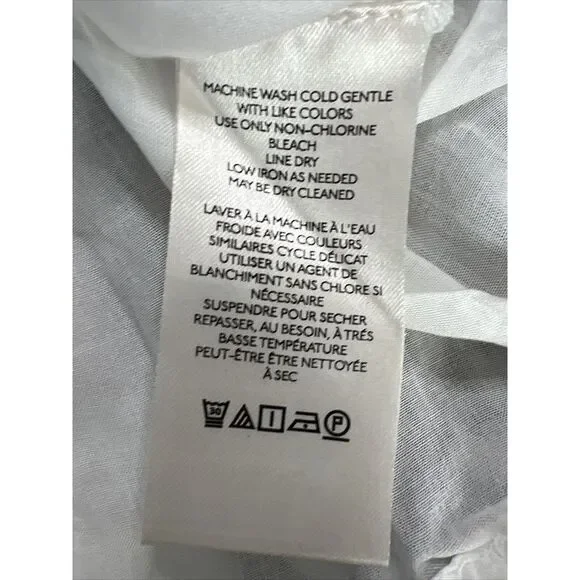 MACHINE WASH COLD GENTLE
WITH LIKE COLORS
USE ONLY NON-CHLORINE
BLEACH
LINE DRY
LOW IRON AS NEEDED
MAY BE DRY CLEANED
LAVER À LA MACHINE À L'EAU
FROIDE AVEC COULEURS
SIMILAIRES CYCLE DÉLICAT
UTILISER UN AGENT DE
BLANCHIMENT SANS CHLORE SI
NÉCESSAIRE
SUSPENDRE POUR SECHER
REPASSER, AU BESOIN, À TRÉS
BASSE TEMPÉRATURE
PEUT-ÊTRE ÊTRE NETTOYÉE
À SEC
30 P